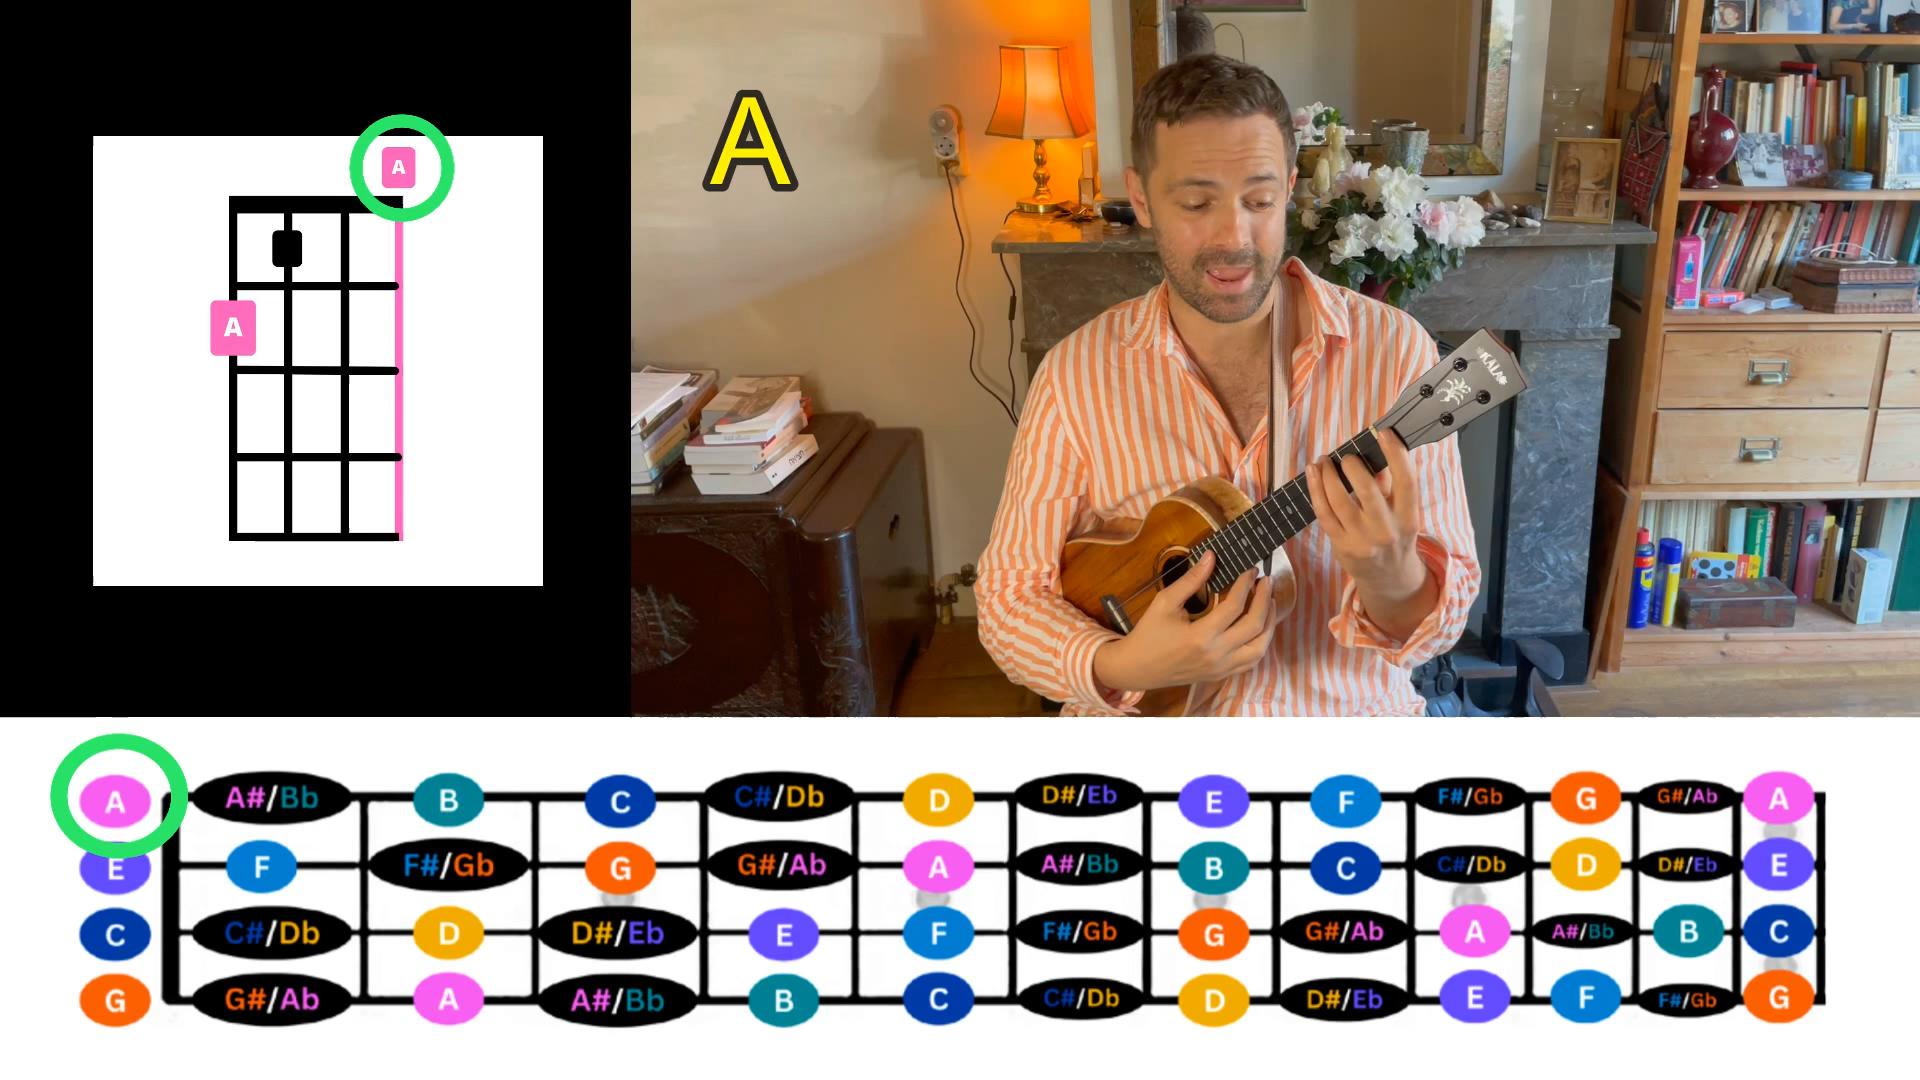 A
A
A
KALA
A A#/Bb B C C#/Db D D#/Eb E F F#/Gb G G#/Ab A
E F F#/Gb G G#/Ab A A#/Bb B C C#/Db D D#/Eb E
C C#/Db D D#/Eb E F F#/Gb G G#/Ab A A#/Bb B C
G G#/Ab A A#/Bb B C C#/Db D D#/Eb E F F#/Gb G